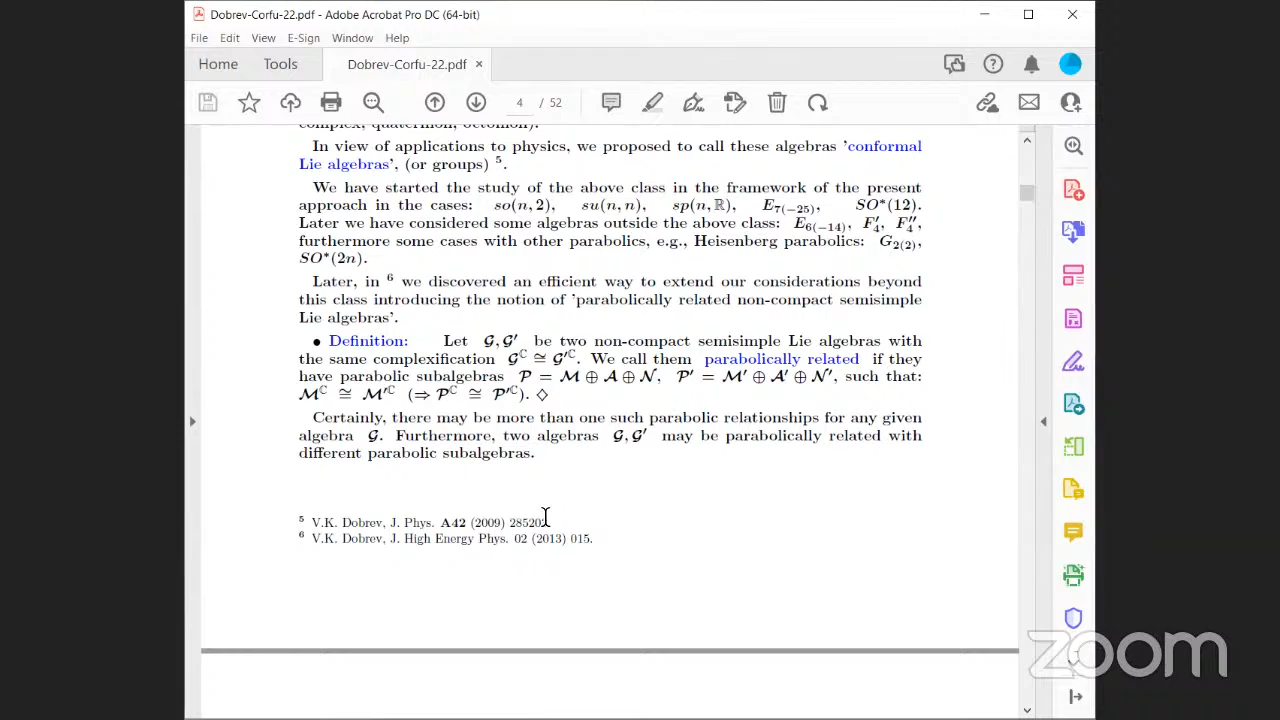 Dobrev-Corfu-22.pdf - Adobe Acrobat Pro DC (64-bit)
File Edit View E-Sign Window Help
Home Tools Dobrev-Corfu-22.pdf ×
4 / 52
complex, quaternion, octonion).
In view of applications to physics, we proposed to call these algebras 'conformal
Lie algebras', (or groups) ⁵.
We have started the study of the above class in the framework of the present
approach in the cases: so(n, 2), su(n, n), sp(n, ℝ), E₇₍₋₂₅₎, SO*(12).
Later we have considered some algebras outside the above class: E₆₍₋₁₄₎, F₄′, F₄″,
furthermore some cases with other parabolics, e.g., Heisenberg parabolics: G₂₍₂₎,
SO*(2n).
Later, in ⁶ we discovered an efficient way to extend our considerations beyond
this class introducing the notion of 'parabolically related non-compact semisimple
Lie algebras'.
• Definition: Let 𝓖, 𝓖′ be two non-compact semisimple Lie algebras with
the same complexification 𝓖^ℂ ≅ 𝓖′^ℂ. We call them parabolically related if they
have parabolic subalgebras 𝓟 = 𝓜 ⊕ 𝓐 ⊕ 𝓝, 𝓟′ = 𝓜′ ⊕ 𝓐′ ⊕ 𝓝′, such that:
𝓜^ℂ ≅ 𝓜′^ℂ (⇒ 𝓟^ℂ ≅ 𝓟′^ℂ). ◇
Certainly, there may be more than one such parabolic relationships for any given
algebra 𝓖. Furthermore, two algebras 𝓖, 𝓖′ may be parabolically related with
different parabolic subalgebras.
⁵ V.K. Dobrev, J. Phys. A42 (2009)
⁶ V.K. Dobrev, J. High Energy Phys. 02 (2013) 015.
zoom